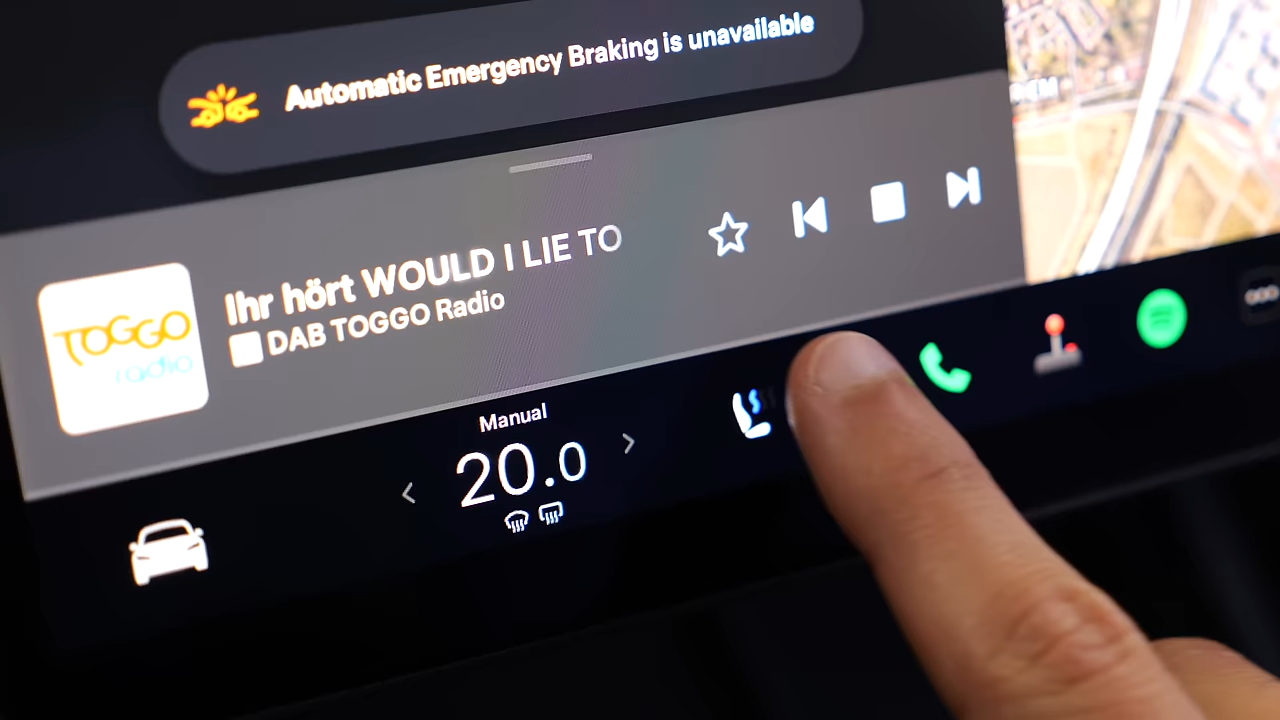 Automatic Emergency Braking is unavailable
Ihr hört WOULD I LIE TO
DAB TOGGO Radio
TOGGO
radio
Manual
20.0